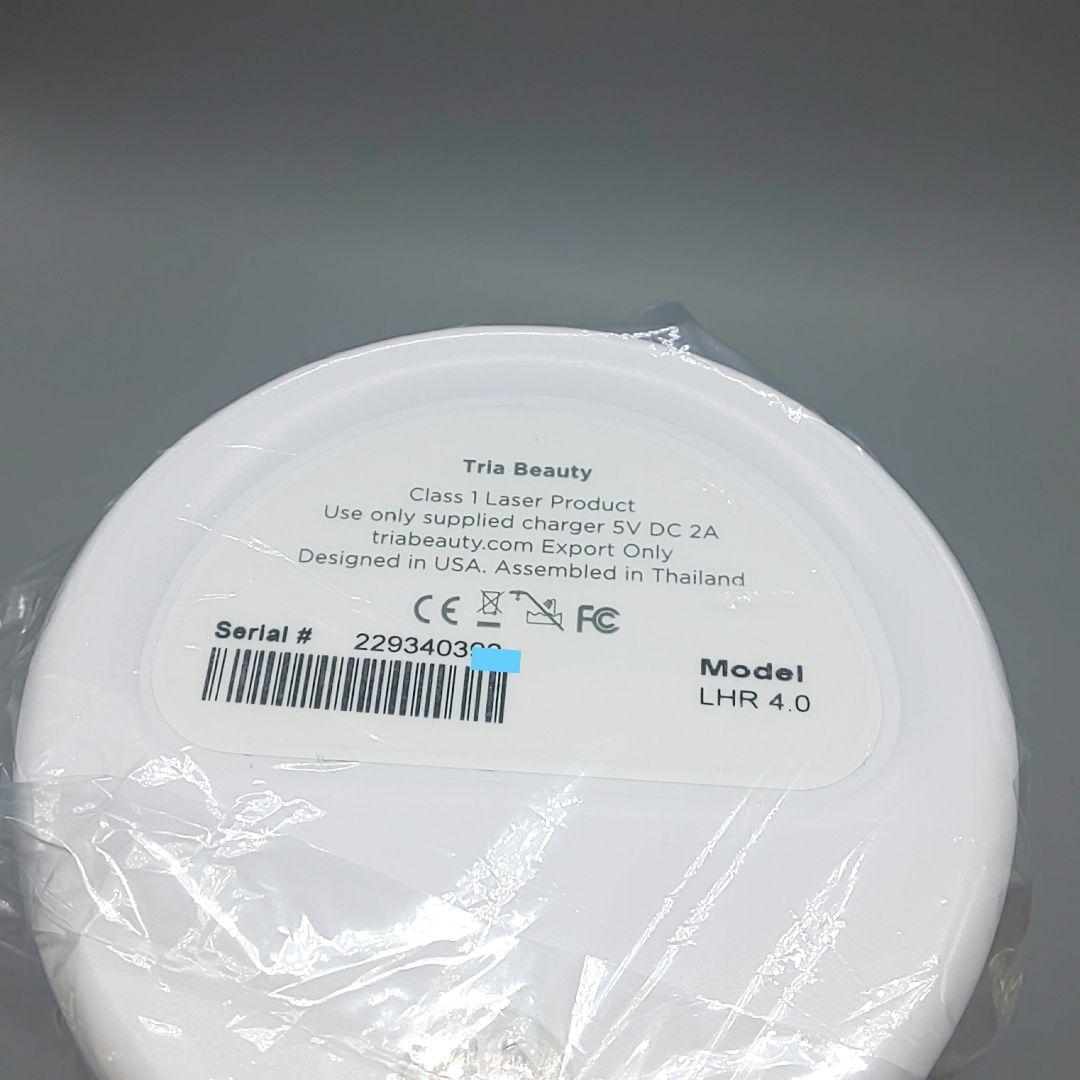 Tria Beauty
Class 1 Laser Product
Use only supplied charger 5V DC 2A
triabeauty.com Export Only
Designed in USA. Assembled in Thailand
CE FC
Serial #
Model
LHR 4.0